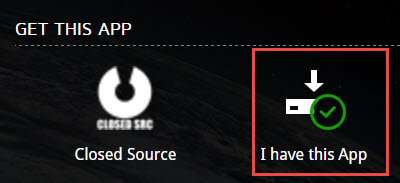 GET THIS APP
CLOSED SRC
Closed Source
I have this App